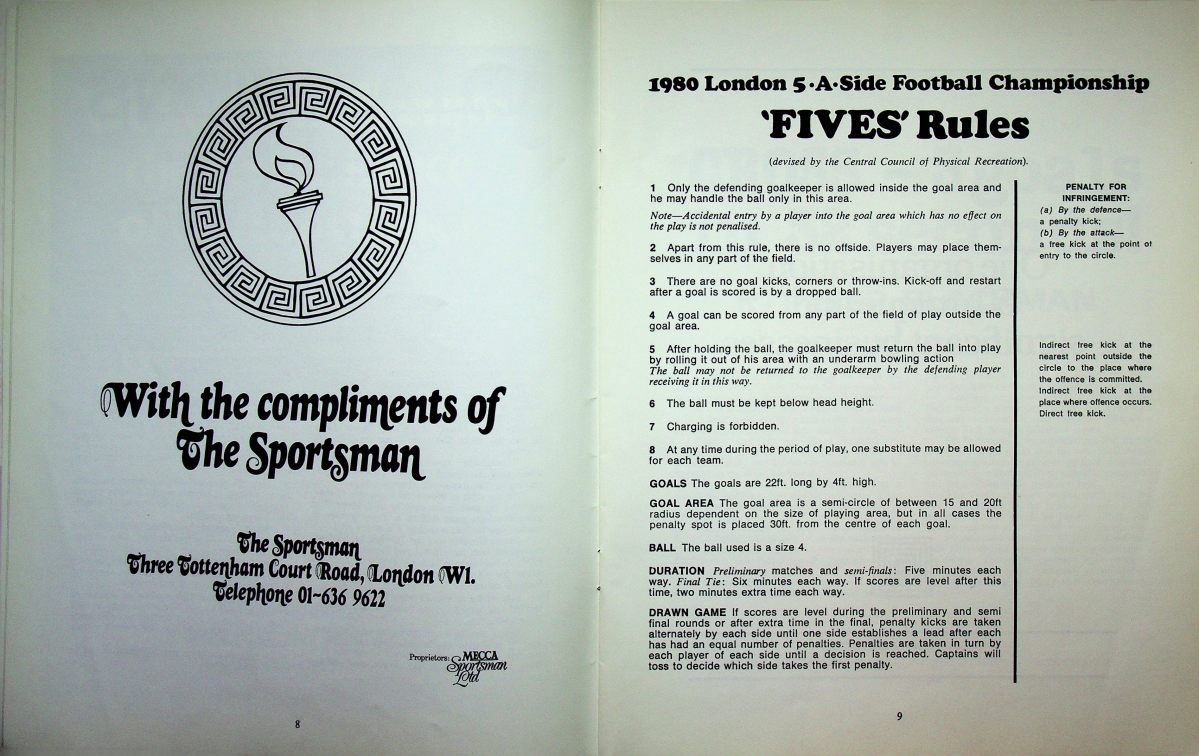 With the compliments of
The Sportsman
The Sportsman
Three Tottenham Court Road, London W1.
Telephone 01-636 9622
Proprietors: MECCA
Sportsman
Ltd
8
1980 London 5·A·Side Football Championship
'FIVES' Rules
(devised by the Central Council of Physical Recreation).
1 Only the defending goalkeeper is allowed inside the goal area and
he may handle the ball only in this area.
Note—Accidental entry by a player into the goal area which has no effect on
the play is not penalised.
2 Apart from this rule, there is no offside. Players may place them-
selves in any part of the field.
3 There are no goal kicks, corners or throw-ins. Kick-off and restart
after a goal is scored is by a dropped ball.
4 A goal can be scored from any part of the field of play outside the
goal area.
5 After holding the ball, the goalkeeper must return the ball into play
by rolling it out of his area with an underarm bowling action
The ball may not be returned to the goalkeeper by the defending player
receiving it in this way.
6 The ball must be kept below head height.
7 Charging is forbidden.
8 At any time during the period of play, one substitute may be allowed
for each team.
GOALS The goals are 22ft. long by 4ft. high.
GOAL AREA The goal area is a semi-circle of between 15 and 20ft
radius dependent on the size of playing area, but in all cases the
penalty spot is placed 30ft. from the centre of each goal.
BALL The ball used is a size 4.
DURATION Preliminary matches and semi-finals: Five minutes each
way. Final Tie: Six minutes each way. If scores are level after this
time, two minutes extra time each way.
DRAWN GAME If scores are level during the preliminary and semi
final rounds or after extra time in the final, penalty kicks are taken
alternately by each side until one side establishes a lead after each
has had an equal number of penalties. Penalties are taken in turn by
each player of each side until a decision is reached. Captains will
toss to decide which side takes the first penalty.
PENALTY FOR
INFRINGEMENT:
(a) By the defence—
a penalty kick;
(b) By the attack—
a free kick at the point of
entry to the circle.
Indirect free kick at the
nearest point outside the
circle to the place where
the offence is committed.
Indirect free kick at the
place where offence occurs.
Direct free kick.
9